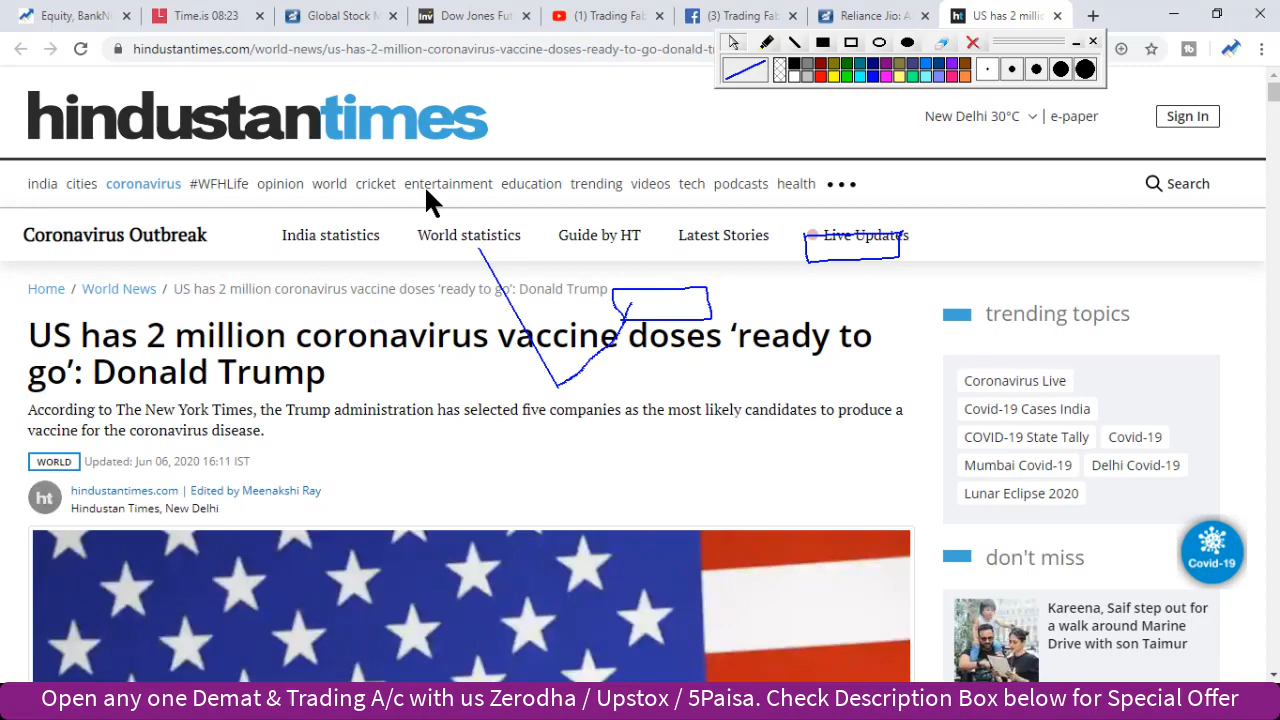 Equity, BankNi
Time.is 08:23
Global Stock M
Dow Jones Fut
(1) Trading Fab
(3) Trading Fab
Reliance Jio: A
US has 2 milli
hindustantimes.com/world-news/us-has-2-million-coronavirus-vaccine-doses-ready-to-go-donald-tr
hindustantimes
New Delhi 30°C | e-paper
Sign In
india cities coronavirus #WFHLife opinion world cricket entertainment education trending videos tech podcasts health
Search
Coronavirus Outbreak India statistics World statistics Guide by HT Latest Stories Live Updates
Home / World News / US has 2 million coronavirus vaccine doses ‘ready to go’: Donald Trump
US has 2 million coronavirus vaccine doses ‘ready to
go’: Donald Trump
According to The New York Times, the Trump administration has selected five companies as the most likely candidates to produce a
vaccine for the coronavirus disease.
WORLD Updated: Jun 06, 2020 16:11 IST
ht
hindustantimes.com | Edited by Meenakshi Ray
Hindustan Times, New Delhi
trending topics
Coronavirus Live
Covid-19 Cases India
COVID-19 State Tally Covid-19
Mumbai Covid-19 Delhi Covid-19
Lunar Eclipse 2020
Covid-19
don't miss
Kareena, Saif step out for
a walk around Marine
Drive with son Taimur
Open any one Demat & Trading A/c with us Zerodha / Upstox / 5Paisa. Check Description Box below for Special Offer